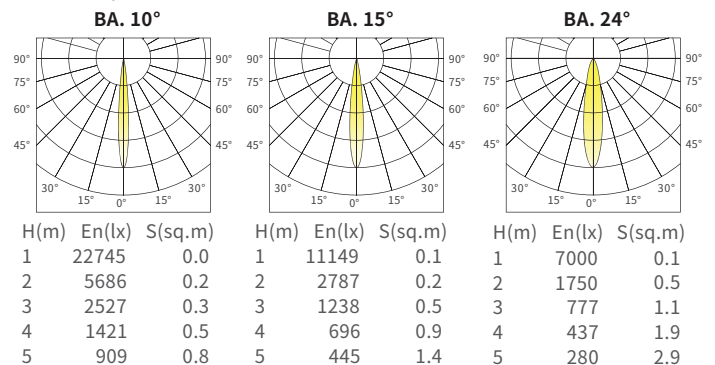 BA. 10°
90° 90°
75° 75°
60° 60°
45° 45°
30° 30°
15° 0° 15°
H(m) En(lx) S(sq.m)
1 22745 0.0
2 5686 0.2
3 2527 0.3
4 1421 0.5
5 909 0.8
BA. 15°
90° 90°
75° 75°
60° 60°
45° 45°
30° 30°
15° 0° 15°
H(m) En(lx) S(sq.m)
1 11149 0.1
2 2787 0.2
3 1238 0.5
4 696 0.9
5 445 1.4
BA. 24°
90° 90°
75° 75°
60° 60°
45° 45°
30° 30°
15° 0° 15°
H(m) En(lx) S(sq.m)
1 7000 0.1
2 1750 0.5
3 777 1.1
4 437 1.9
5 280 2.9